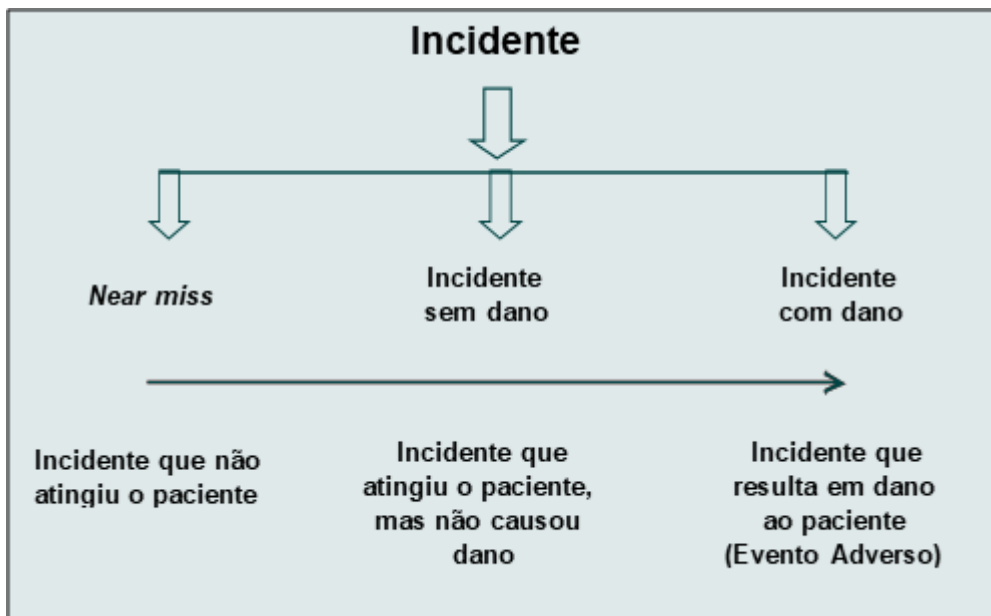 Incidente
Near miss
Incidente
sem dano
Incidente
com dano
Incidente que não
atingiu o paciente
Incidente que
atingiu o paciente,
mas não causou
dano
Incidente que
resulta em dano
ao paciente
(Evento Adverso)